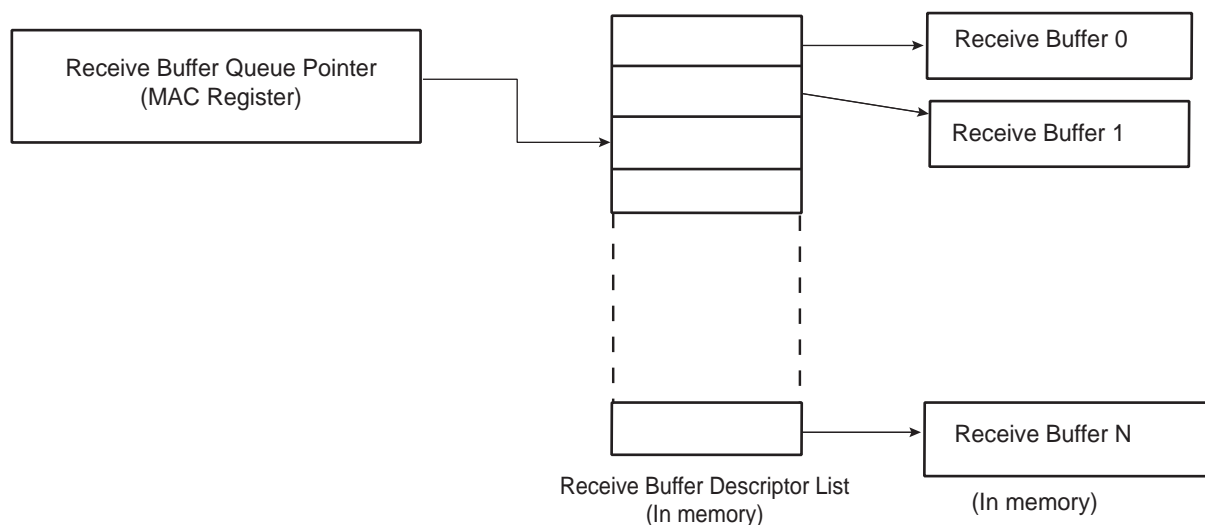 Receive Buffer Queue Pointer
(MAC Register)
Receive Buffer 0
Receive Buffer 1
Receive Buffer N
Receive Buffer Descriptor List
(In memory)
(In memory)